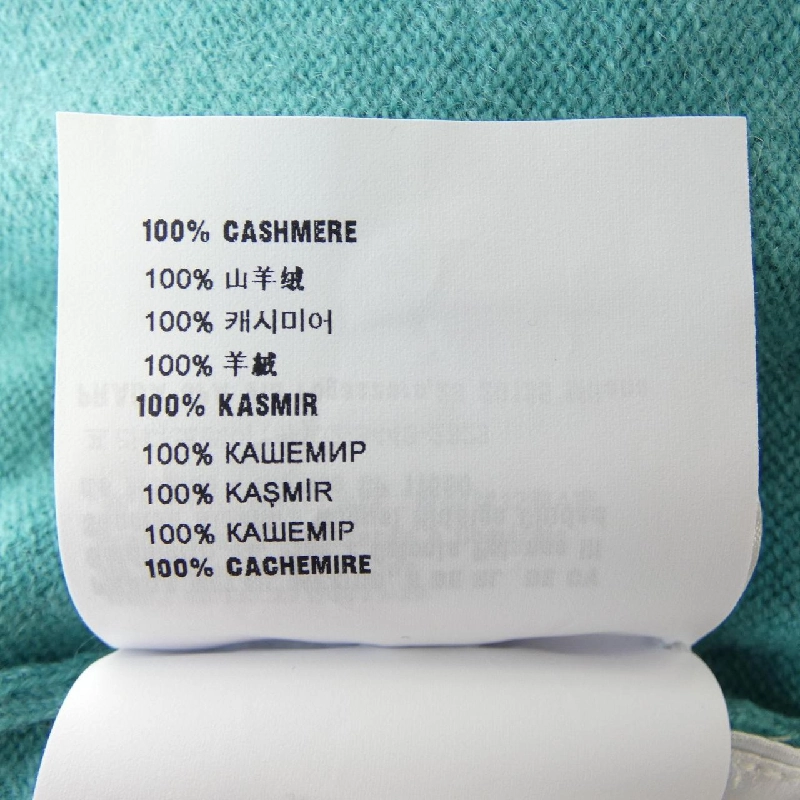 100% CASHMERE
100% 山羊绒
100% 캐시미어
100% 羊絨
100% KASMIR
100% КАШЕМИР
100% KAŞMİR
100% КАШЕМІР
100% CACHEMIRE